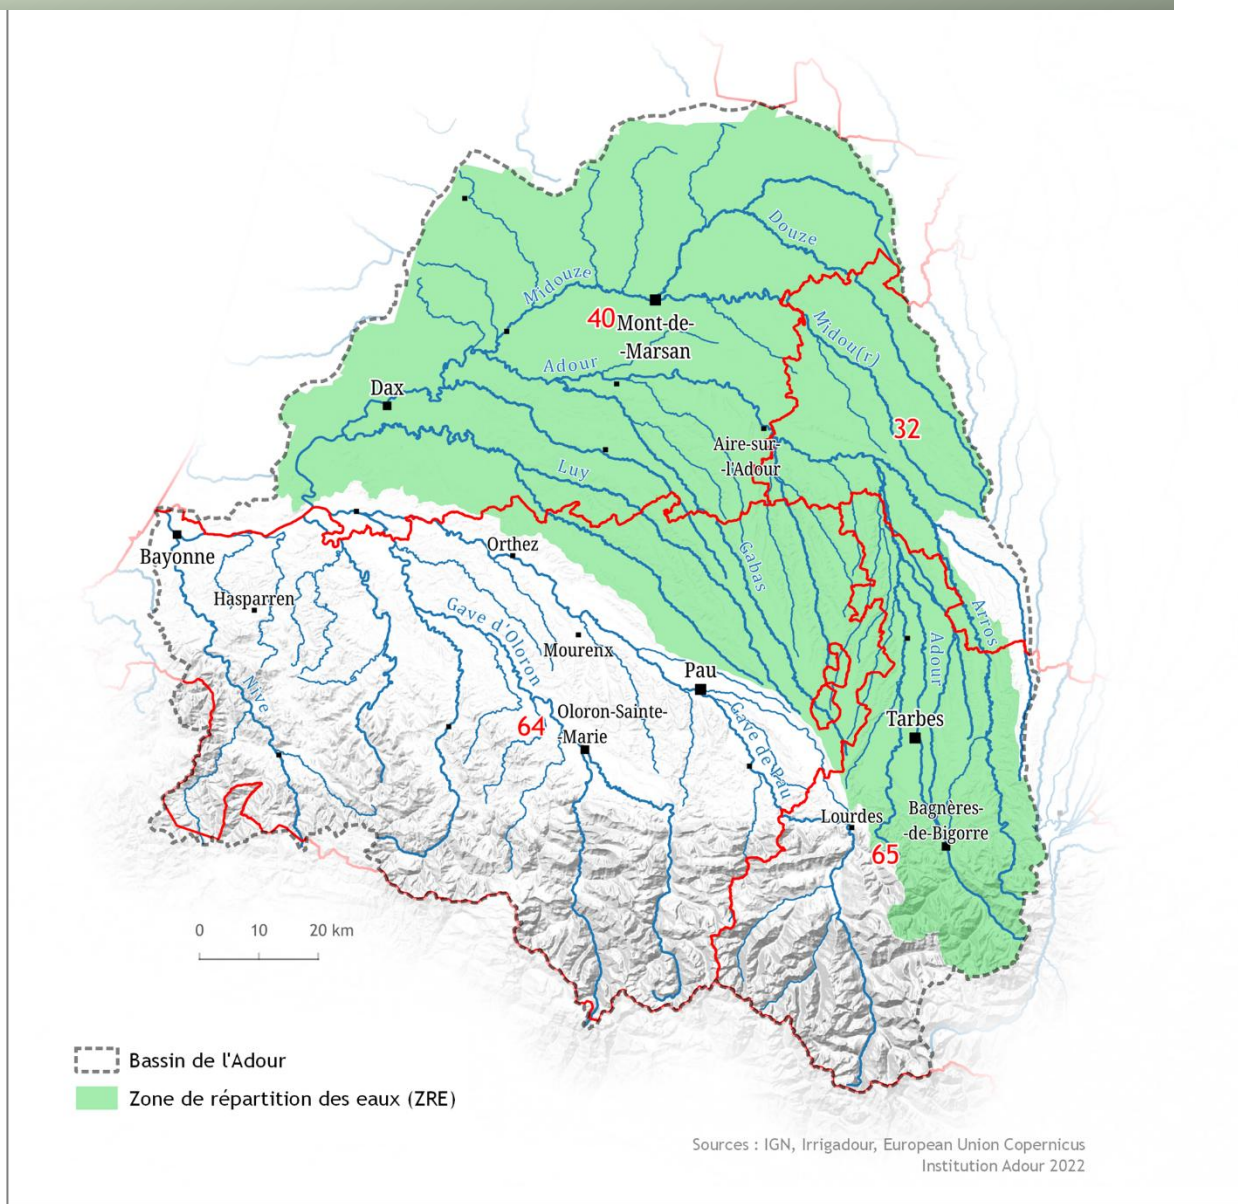 Douze
Midouze
40
Mont-de-
-Marsan
Midou(r)
Adour
Dax
32
Aire-sur-
-l'Adour
Luy
Bayonne
Orthez
Gabas
Hasparren
Gave d'Oloron
Arros
Mourenx
Adour
Pau
Nive
Oloron-Sainte-
-Marie
64
Gave de Pau
Tarbes
Lourdes
Bagnères-
-de-Bigorre
65
0 10 20 km
Bassin de l'Adour
Zone de répartition des eaux (ZRE)
Sources : IGN, Irrigadour, European Union Copernicus
Institution Adour 2022